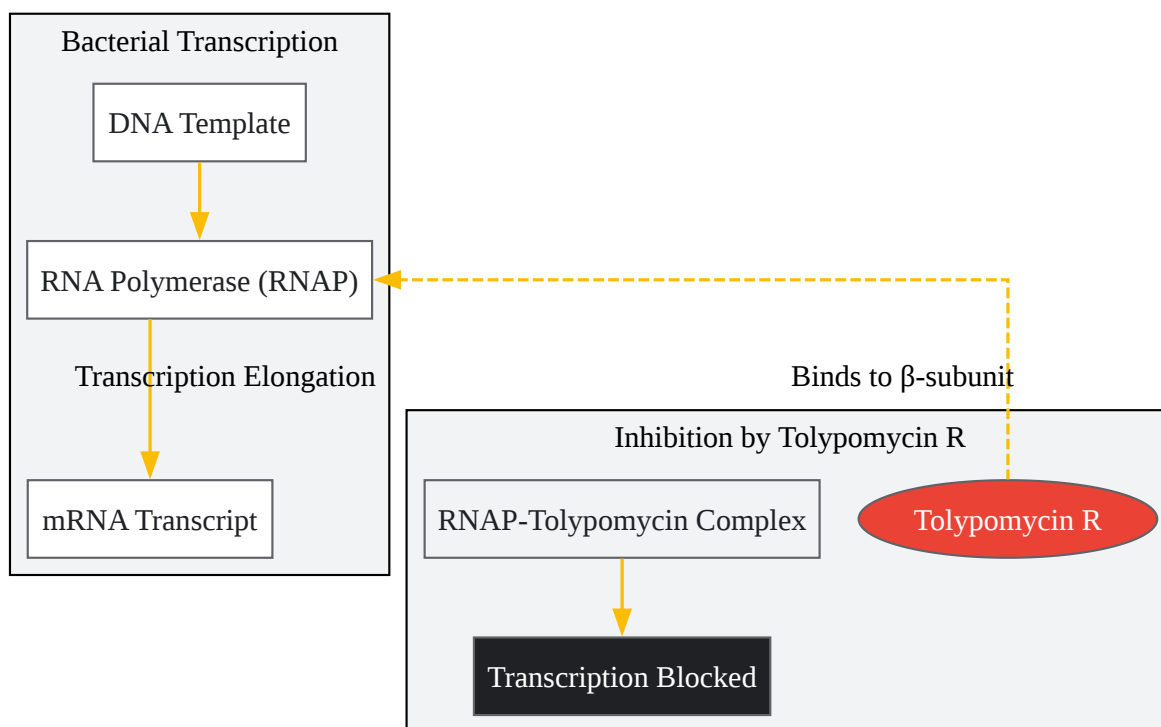 Bacterial Transcription
DNA Template
RNA Polymerase (RNAP)
Transcription Elongation
mRNA Transcript
Binds to β-subunit
Inhibition by Tolypomycin R
RNAP-Tolypomycin Complex
Tolypomycin R
Transcription Blocked